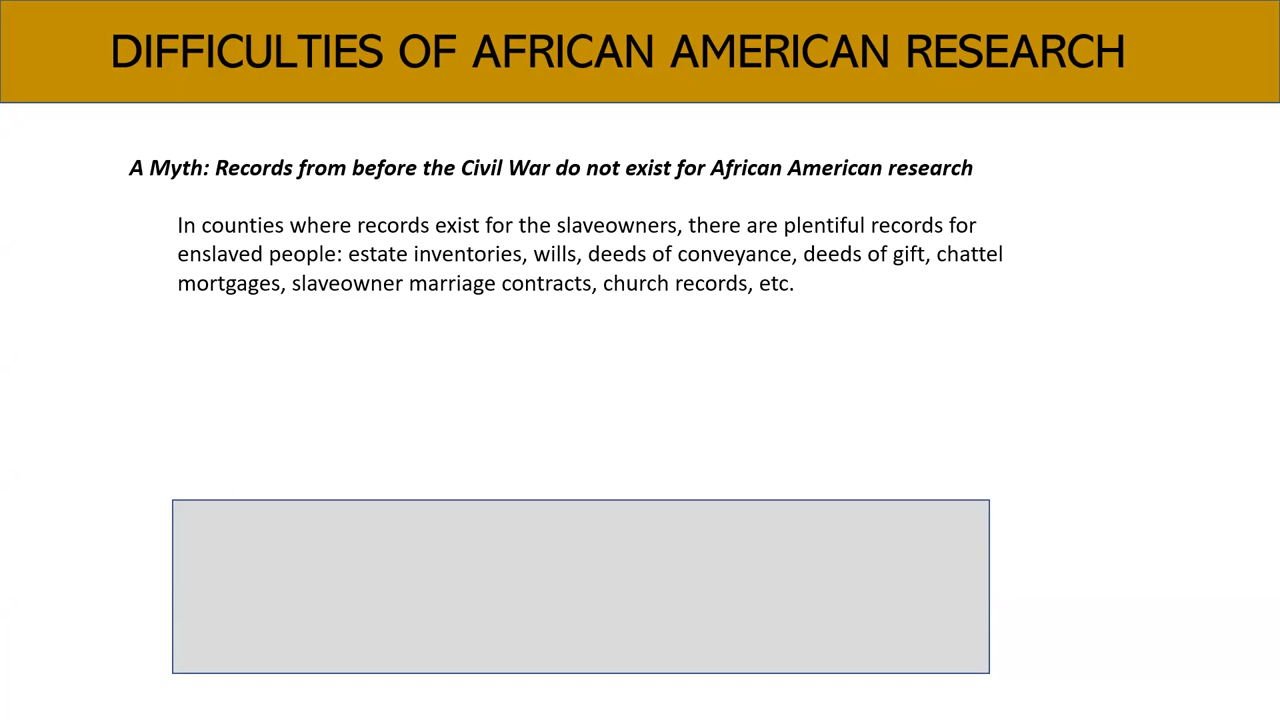 DIFFICULTIES OF AFRICAN AMERICAN RESEARCH
A Myth: Records from before the Civil War do not exist for African American research
In counties where records exist for the slaveowners, there are plentiful records for
enslaved people: estate inventories, wills, deeds of conveyance, deeds of gift, chattel
mortgages, slaveowner marriage contracts, church records, etc.